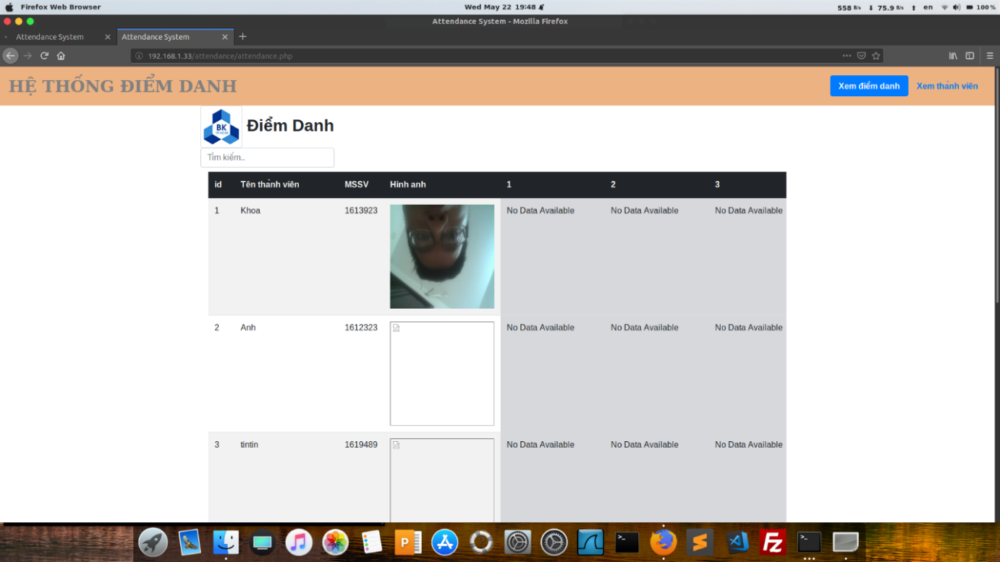 Firefox Web Browser
Wed May 22 19:48
558 B/s 75.9 B/s en 100%
Attendance System - Mozilla Firefox
Attendance System
Attendance System
192.168.1.33/attendance/attendance.php
HỆ THỐNG ĐIỂM DANH
Xem điểm danh
Xem thành viên
BK
Điểm Danh
Tìm kiếm..
id Tên thành viên MSSV Hinh anh 1 2 3
1 Khoa 1613923 No Data Available No Data Available No Data Available
2 Anh 1612323 No Data Available No Data Available No Data Available
3 tintin 1619489 No Data Available No Data Available No Data Available
P
>_
Fz
>_